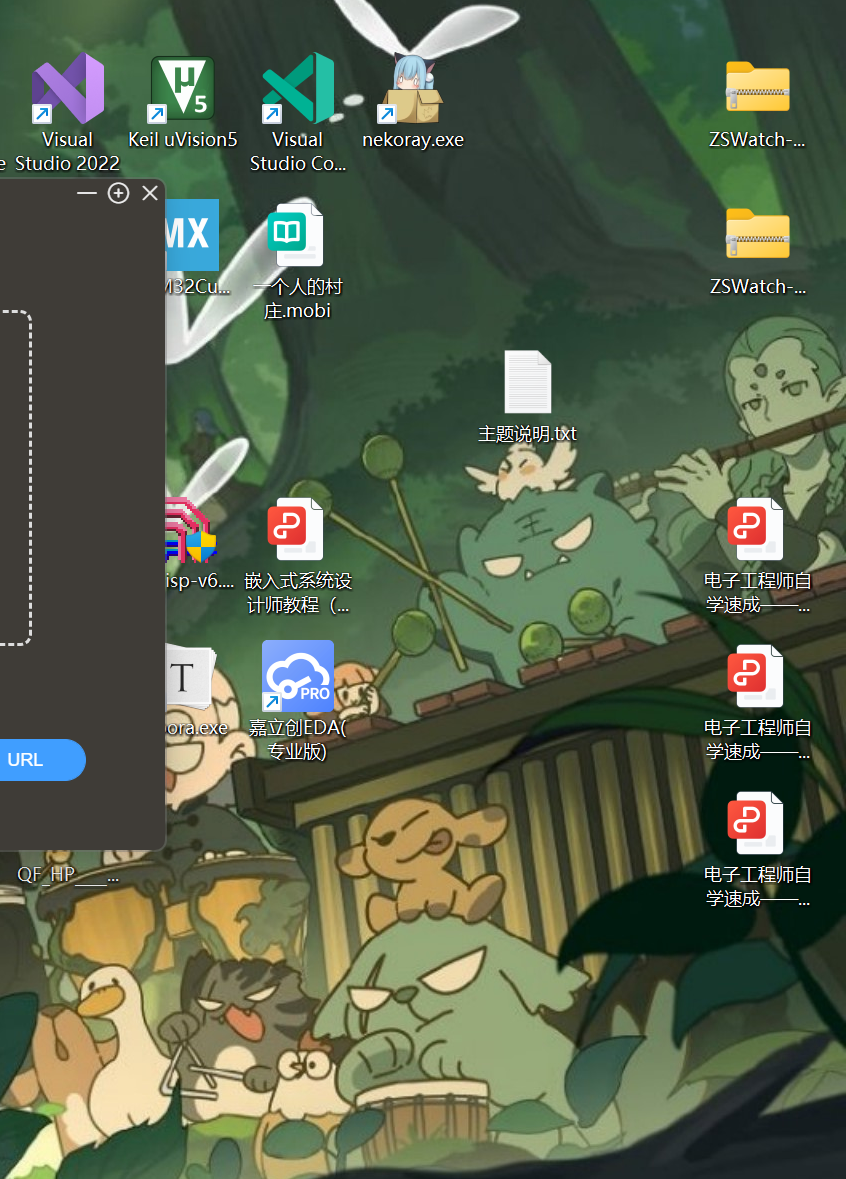 Visual
Studio 2022
e
μ
5
Keil uVision5
Visual
Studio Co...
nekoray.exe
ZSWatch-...
MX
M32Cu...
一个人的村
庄.mobi
ZSWatch-...
主题说明.txt
isp-v6....
嵌入式系统设
计师教程（...
电子工程师自
学速成——...
T
ora.exe
PRO
嘉立创EDA(
专业版)
电子工程师自
学速成——...
URL
QF_HP____...
电子工程师自
学速成——...